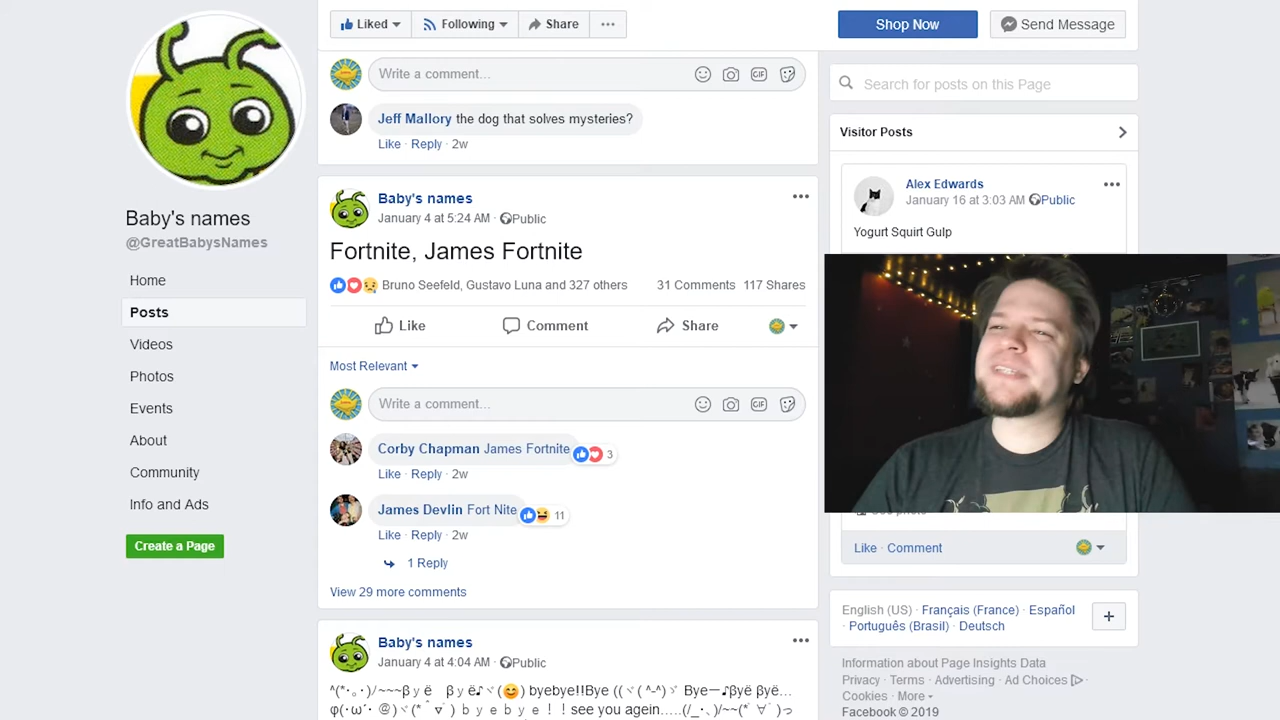 Liked
Following
Share
Shop Now
Send Message
Baby's names
@GreatBabysNames
Home
Posts
Videos
Photos
Events
About
Community
Info and Ads
Create a Page
Write a comment...
GIF
Jeff Mallory the dog that solves mysteries?
Like · Reply · 2w
Baby's names
January 4 at 5:24 AM · Public
Fortnite, James Fortnite
Bruno Seefeld, Gustavo Luna and 327 others
31 Comments 117 Shares
Like
Comment
Share
Most Relevant
Write a comment...
GIF
Corby Chapman James Fortnite
3
Like · Reply · 2w
James Devlin Fort Nite
11
Like · Reply · 2w
1 Reply
View 29 more comments
Baby's names
January 4 at 4:04 AM · Public
byebye!!Bye
see you agein.....
Search for posts on this Page
Visitor Posts
Alex Edwards
January 16 at 3:03 AM · Public
Yogurt Squirt Gulp
Like · Comment
English (US) · Français (France) · Español
· Português (Brasil) · Deutsch
Information about Page Insights Data
Privacy · Terms · Advertising · Ad Choices
Cookies · More
Facebook © 2019